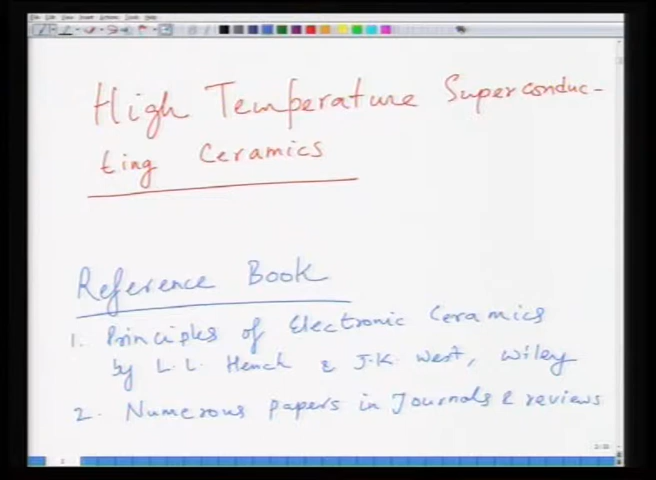 High Temperature Superconduc-
ting Ceramics
Reference Book
1. Principles of Electronic Ceramics
by L.L. Hench & J.K. West, Wiley
2. Numerous papers in Journals & reviews